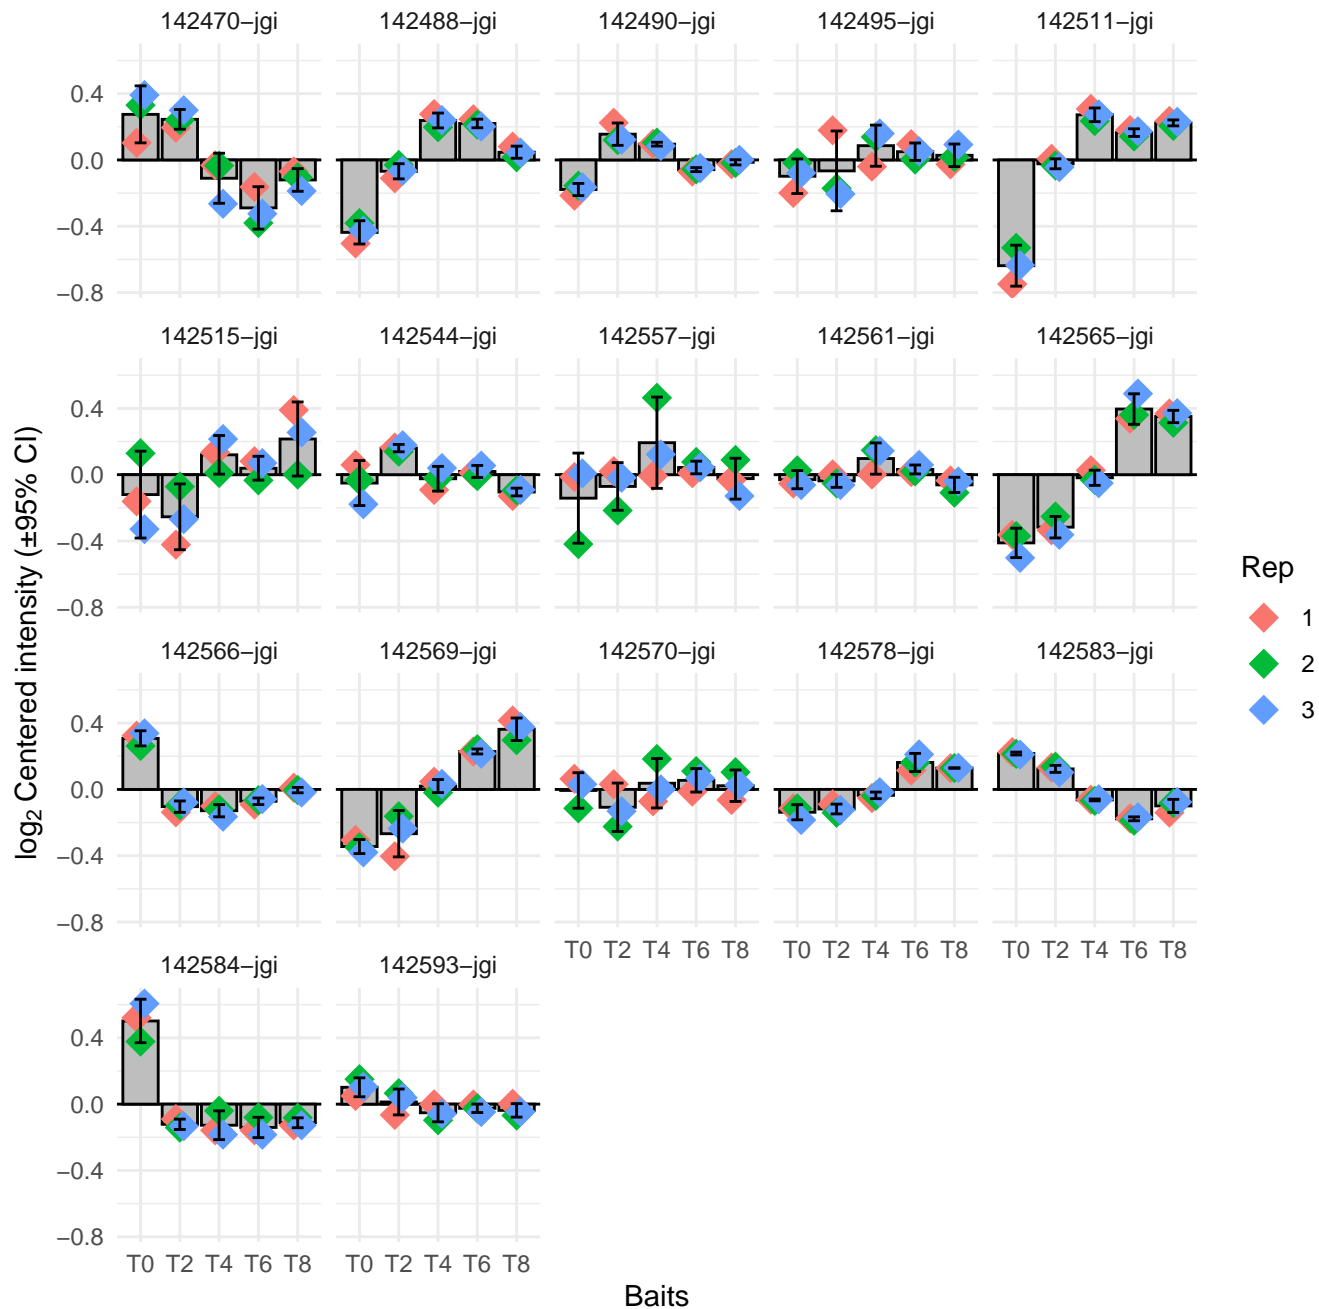 142470−jgi
142488−jgi
142490−jgi
142495−jgi
142511−jgi
0.4
0.0
−0.4
−0.8
142515−jgi
142544−jgi
142557−jgi
142561−jgi
142565−jgi
0.4
0.0
−0.4
−0.8
142566−jgi
142569−jgi
142570−jgi
142578−jgi
142583−jgi
0.4
0.0
−0.4
−0.8
T0 T2 T4 T6 T8
T0 T2 T4 T6 T8
T0 T2 T4 T6 T8
142584−jgi
142593−jgi
0.4
0.0
−0.4
−0.8
T0 T2 T4 T6 T8
T0 T2 T4 T6 T8
Baits
log₂ Centered intensity (±95% CI)
Rep
1
2
3